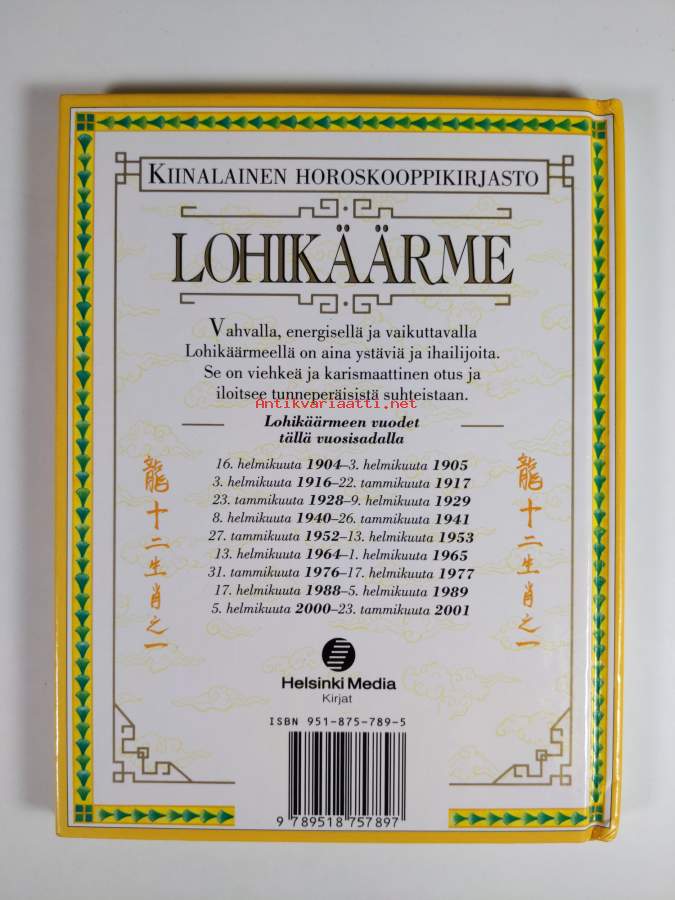 KIINALAINEN HOROSKOOPPIKIRJASTO
LOHIKÄÄRME
Vahvalla, energisellä ja vaikuttavalla
Lohikäärmeellä on aina ystäviä ja ihailijoita.
Se on viehkeä ja karismaattinen otus ja
iloitsee tunneperäisistä suhteistaan.
Antikvariaatti.net
Lohikäärmeen vuodet
tällä vuosisadalla
16. helmikuuta 1904–3. helmikuuta 1905
3. helmikuuta 1916–22. tammikuuta 1917
23. tammikuuta 1928–9. helmikuuta 1929
8. helmikuuta 1940–26. tammikuuta 1941
27. tammikuuta 1952–13. helmikuuta 1953
13. helmikuuta 1964–1. helmikuuta 1965
31. tammikuuta 1976–17. helmikuuta 1977
17. helmikuuta 1988–5. helmikuuta 1989
5. helmikuuta 2000–23. tammikuuta 2001
龍十二生肖之一
龍十二生肖之一
Helsinki Media
Kirjat
ISBN 951-875-789-5
9 789518 757897